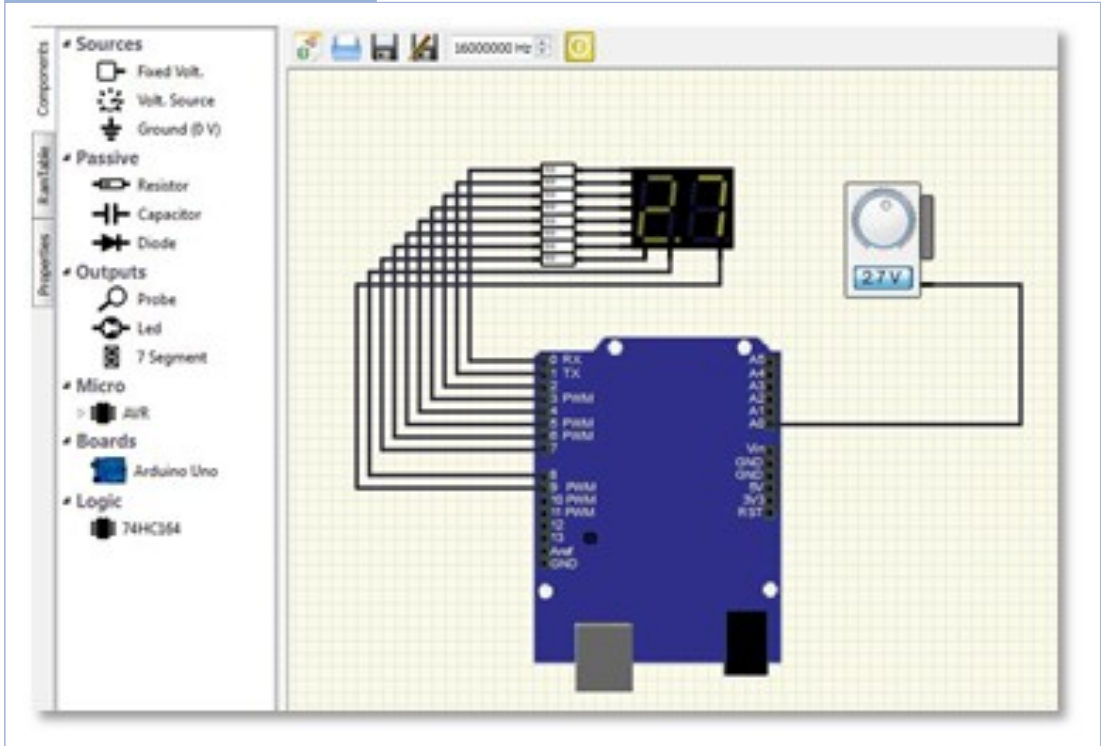 Components
RamTable
Properties
Sources
Fixed Volt.
Volt. Source
Ground (0 V)
Passive
Resistor
Capacitor
Diode
Outputs
Probe
Led
7 Segment
Micro
AVR
Boards
Arduino Uno
Logic
74HC164
16000000 Hz
2.7
2.7 V
0 RX
1 TX
2
3 PWM
4
5 PWM
6 PWM
7
8
9 PWM
10 PWM
11 PWM
12
13
Aref
GND
A5
A4
A3
A2
A1
A0
Vin
GND
GND
5V
3V3
RST